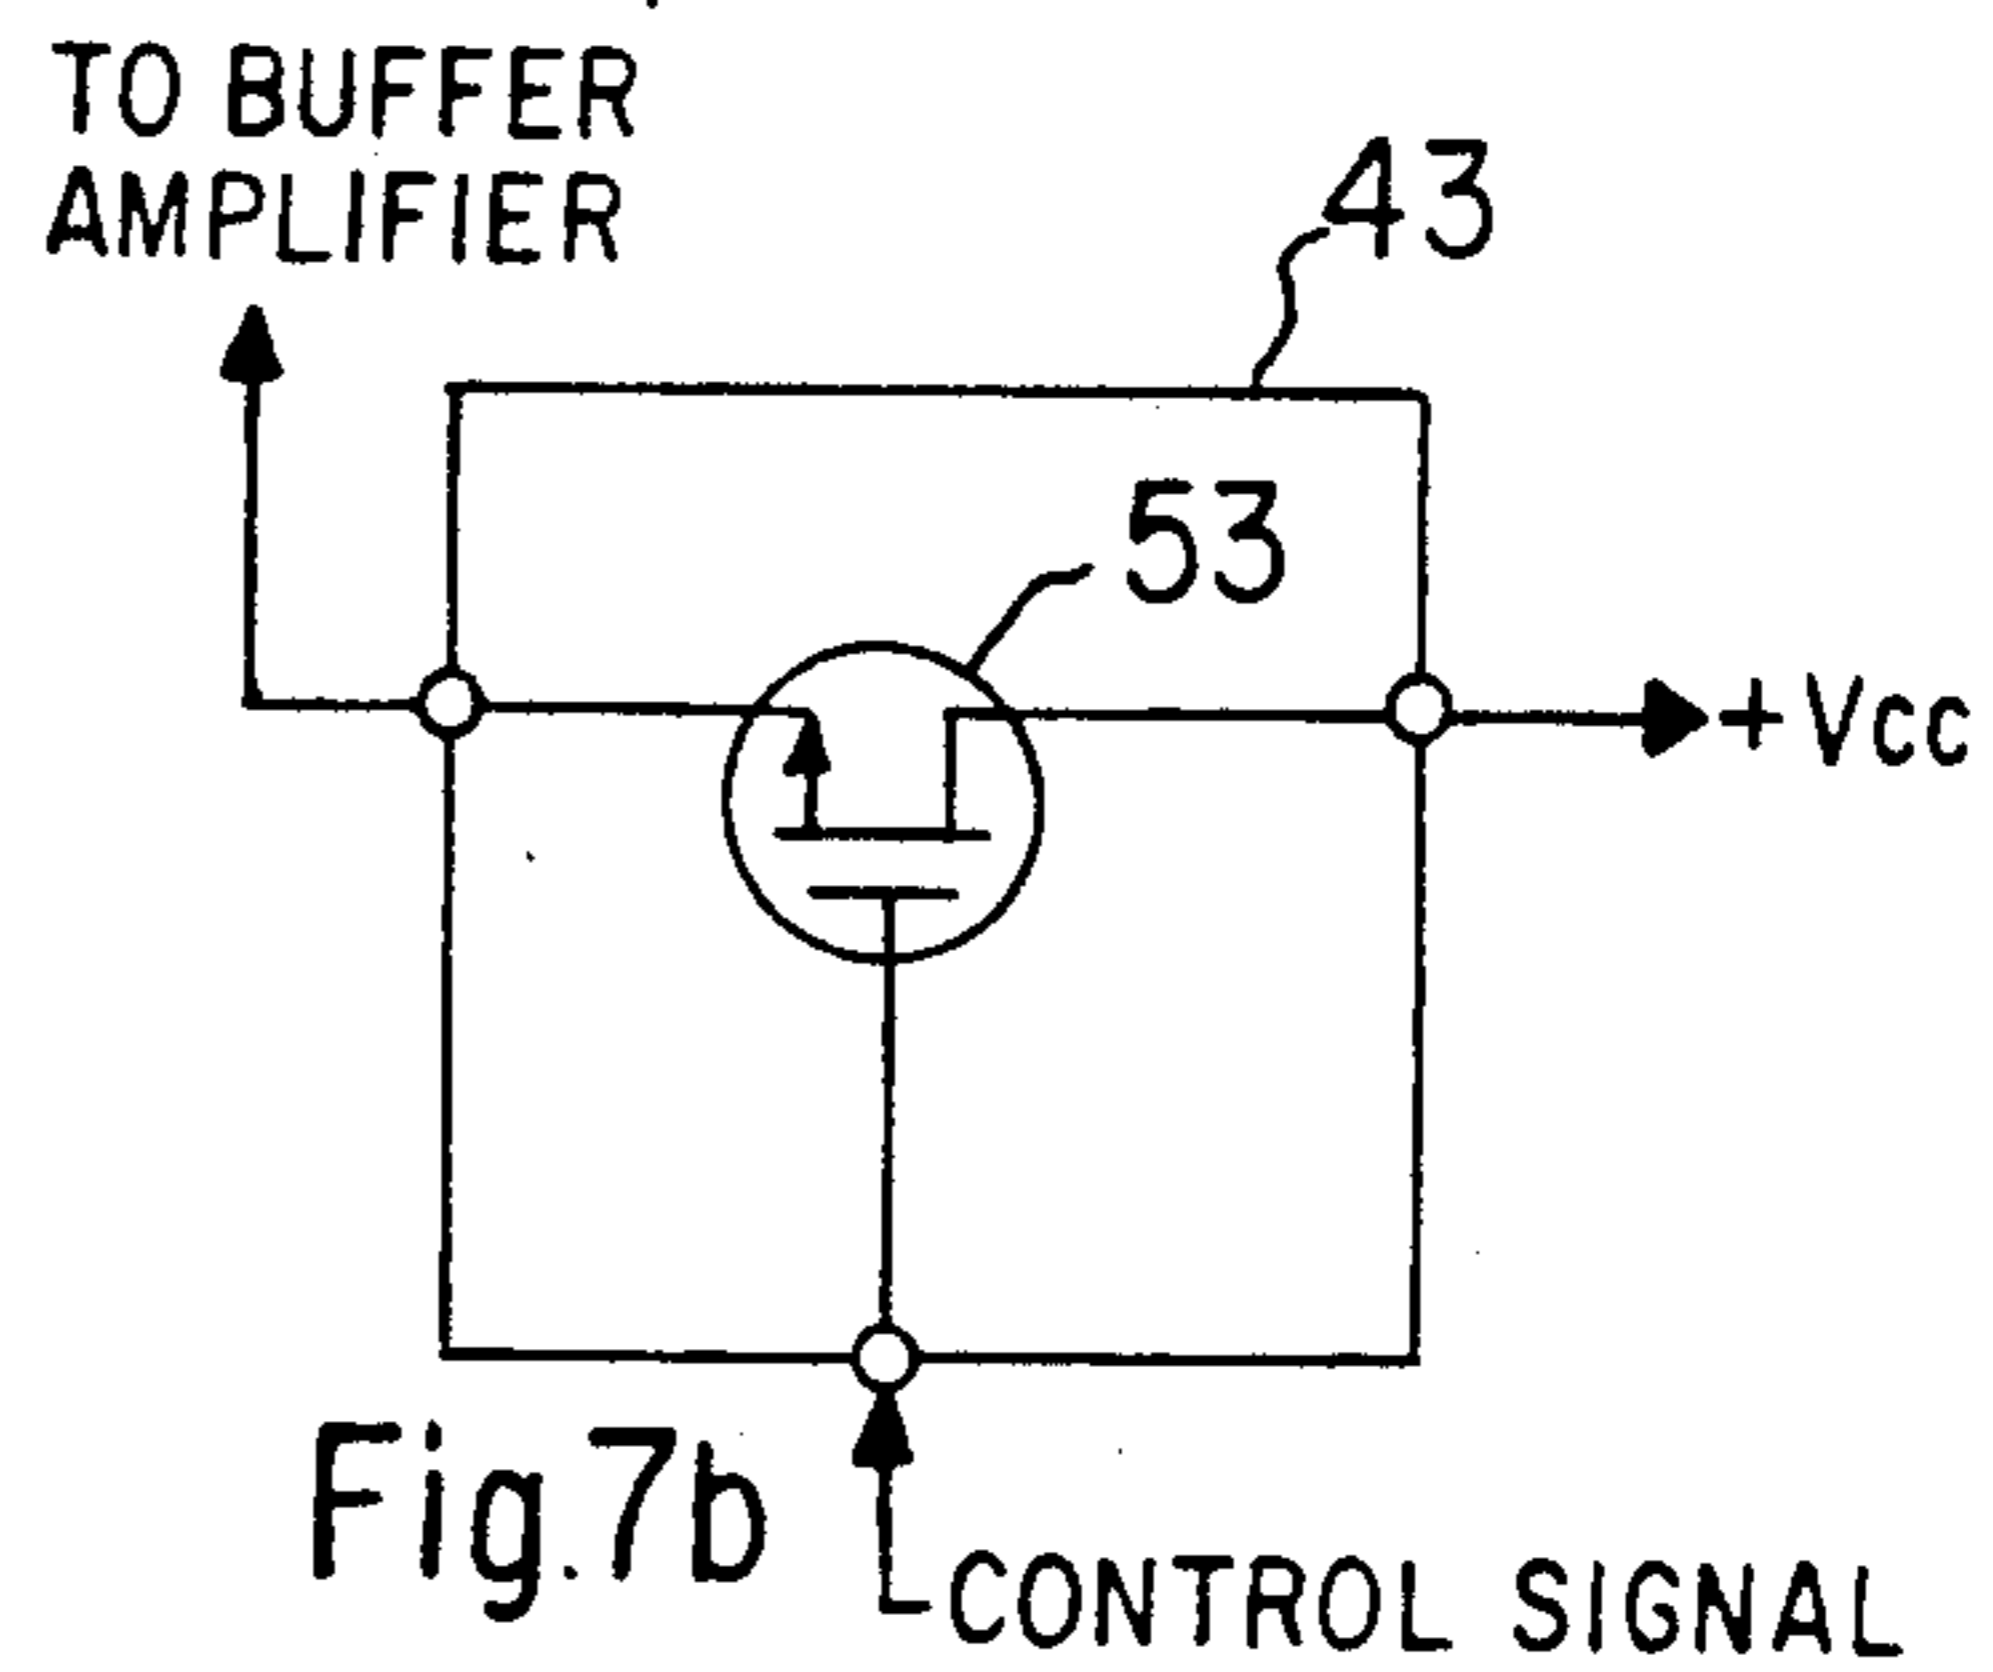 TO BUFFER
AMPLIFIER
43
53
+Vcc
Fig.7b
CONTROL SIGNAL